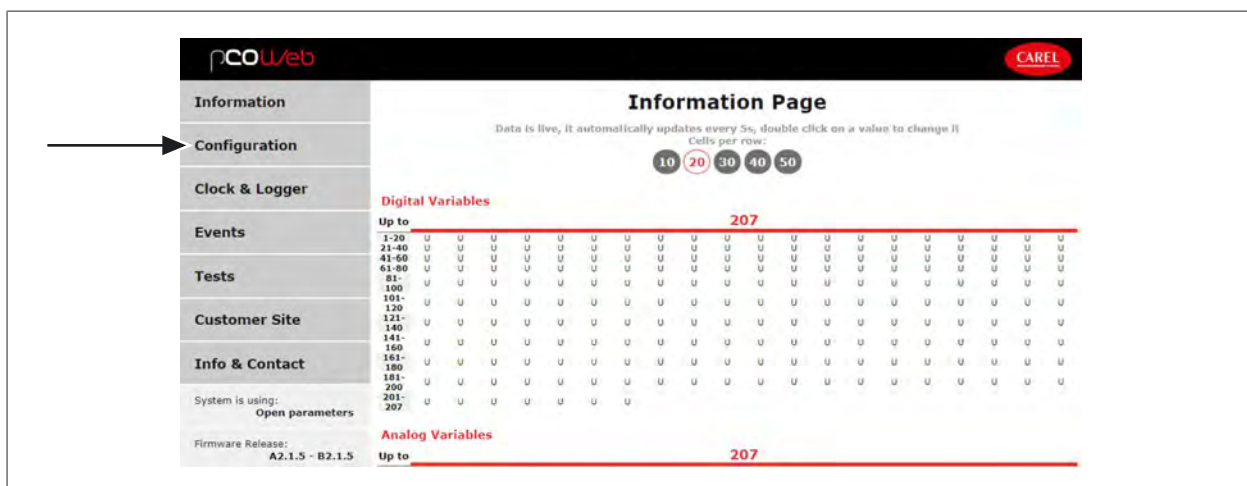 pCOWeb
CAREL
Information
Configuration
Clock & Logger
Events
Tests
Customer Site
Info & Contact
System is using:
Open parameters
Firmware Release:
A2.1.5 - B2.1.5
Information Page
Data is live, it automatically updates every 5s, double click on a value to change it
Cells per row:
10 20 30 40 50
Digital Variables
Up to 207
1-20 U U U U U U U U U U U U U U U U U U U U
21-40 U U U U U U U U U U U U U U U U U U U U
41-60 U U U U U U U U U U U U U U U U U U U U
61-80 U U U U U U U U U U U U U U U U U U U U
81-
100 U U U U U U U U U U U U U U U U U U U U
101-
120 U U U U U U U U U U U U U U U U U U U U
121-
140 U U U U U U U U U U U U U U U U U U U U
141-
160 U U U U U U U U U U U U U U U U U U U U
161-
180 U U U U U U U U U U U U U U U U U U U U
181-
200 U U U U U U U U U U U U U U U U U U U U
201-
207 U U U U U U U
Analog Variables
Up to 207